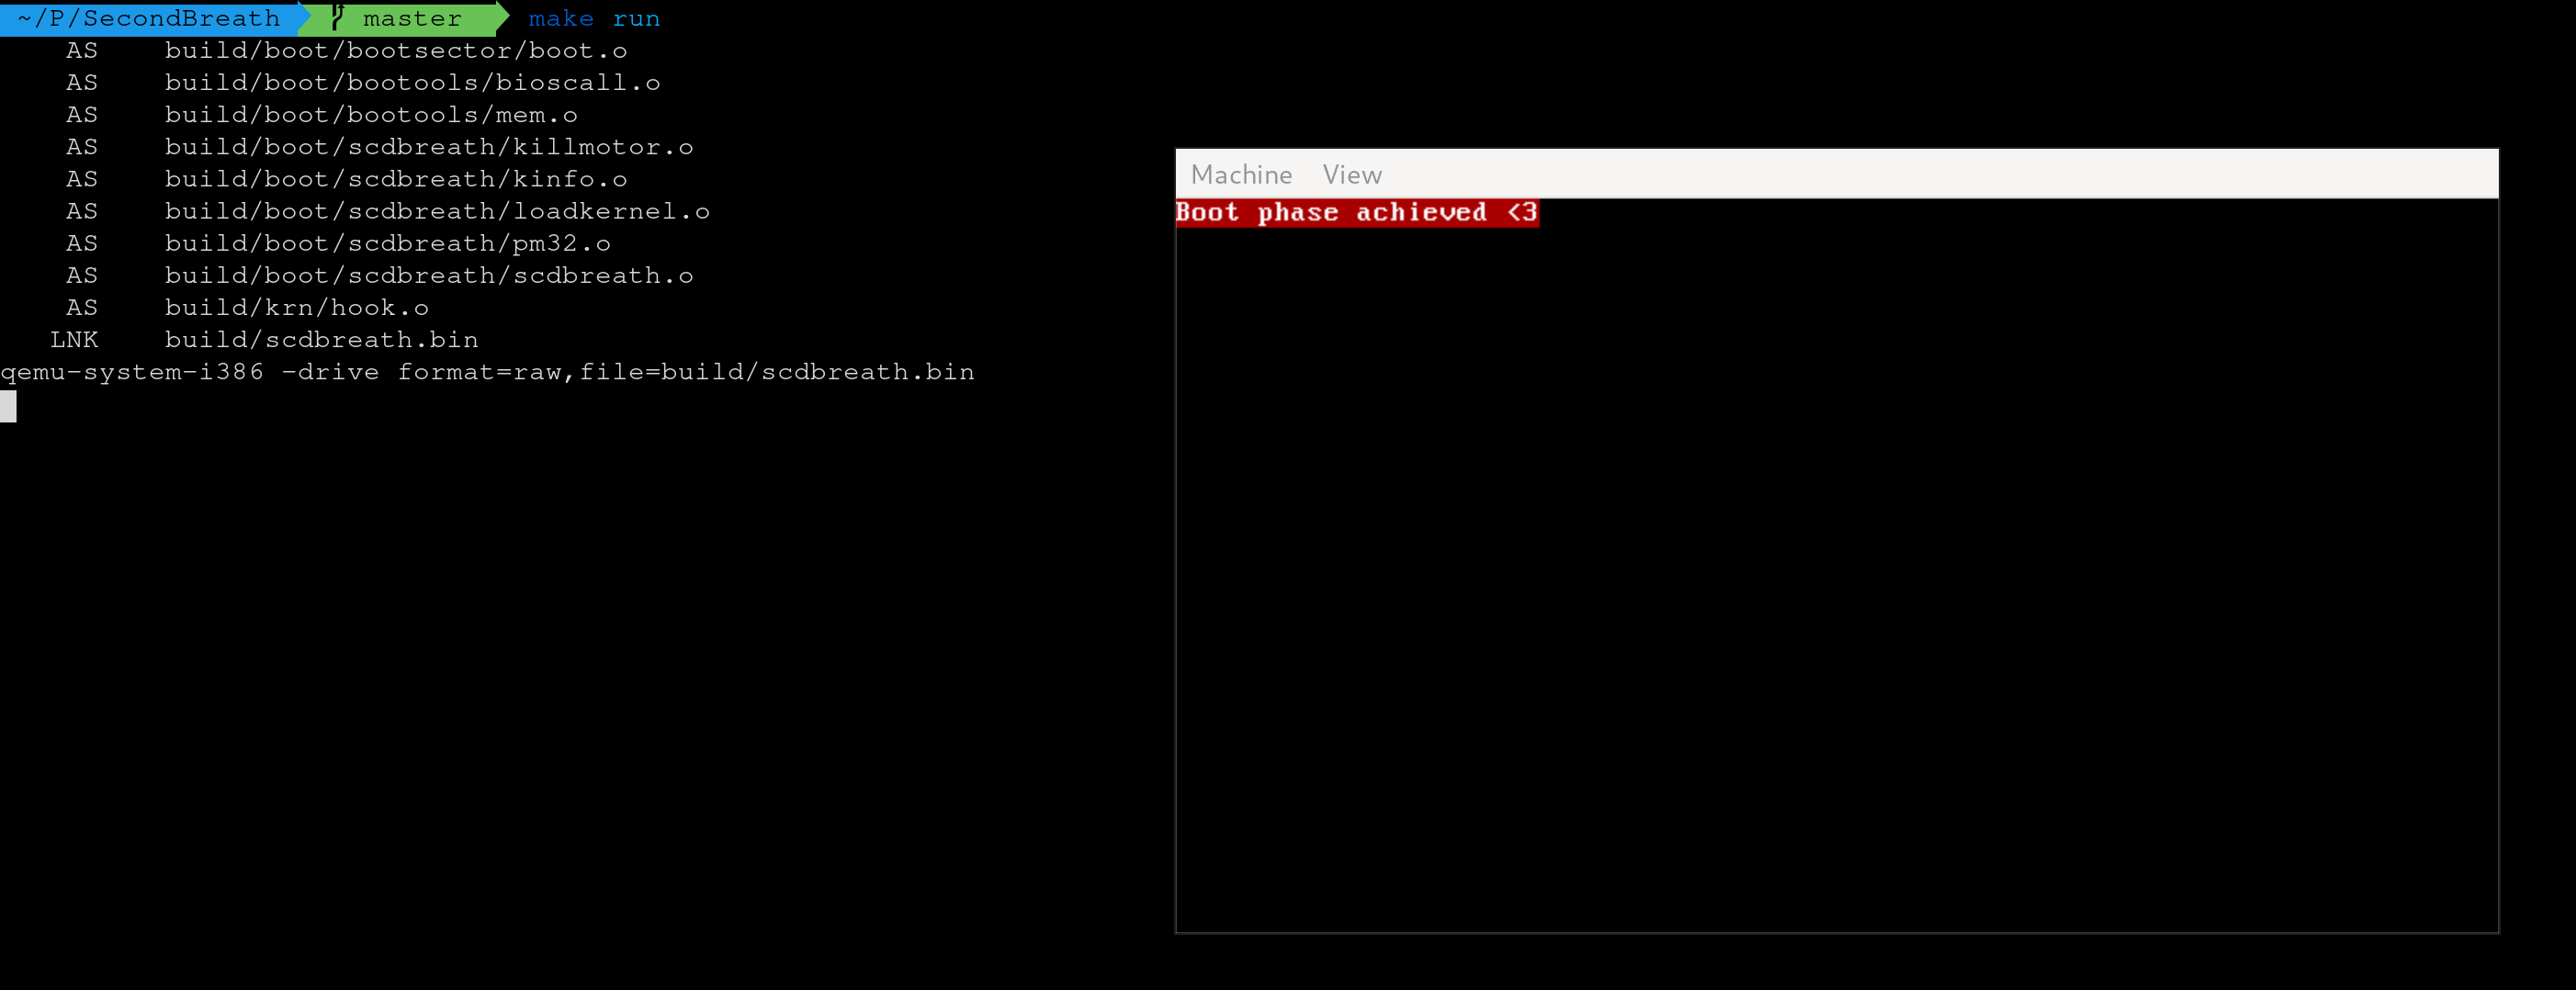 ~/P/SecondBreath master make run
AS build/boot/bootsector/boot.o
AS build/boot/bootools/bioscall.o
AS build/boot/bootools/mem.o
AS build/boot/scdbreath/killmotor.o
AS build/boot/scdbreath/kinfo.o
AS build/boot/scdbreath/loadkernel.o
AS build/boot/scdbreath/pm32.o
AS build/boot/scdbreath/scdbreath.o
AS build/krn/hook.o
LNK build/scdbreath.bin
qemu-system-i386 -drive format=raw,file=build/scdbreath.bin
Machine View
Boot phase achieved <3